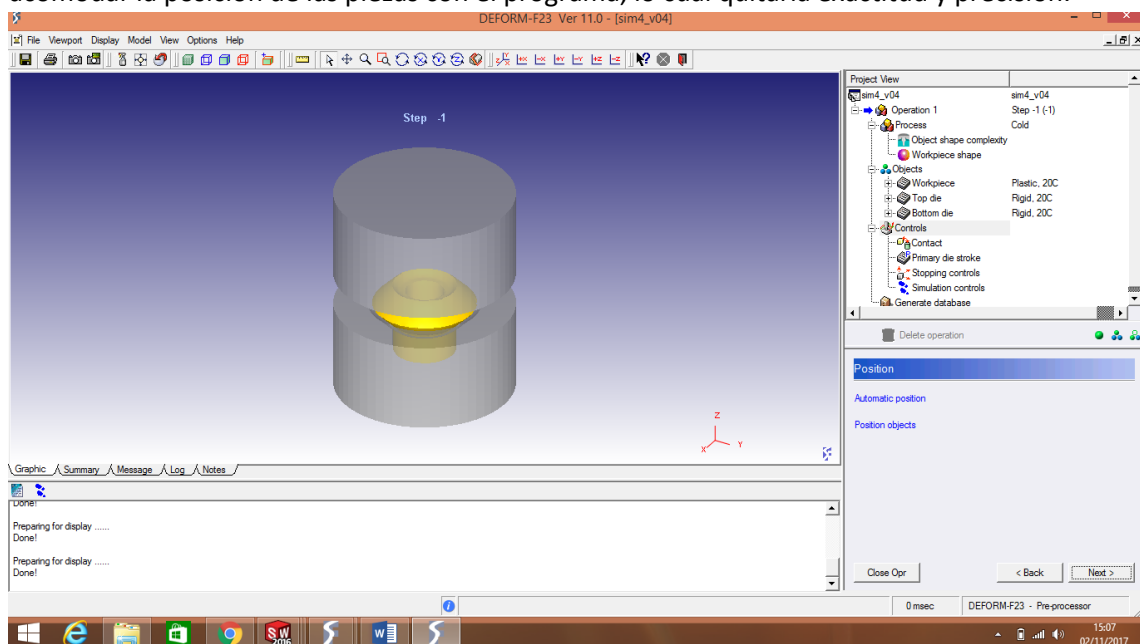 acomodar la posición de las piezas con el programa, lo cual quitaría exactitud y precisión.
DEFORM-F23 Ver 11.0 - [sim4_v04]
File Viewport Display Model View Options Help
Step -1
Z
X Y
Graphic Summary Message Log Notes
Done!
Preparing for display ......
Done!
Preparing for display ......
Done!
Project View
sim4_v04 sim4_v04
Operation 1 Step -1 (-1)
Process Cold
Object shape complexity
Workpiece shape
Objects
Workpiece Plastic, 20C
Top die Rigid, 20C
Bottom die Rigid, 20C
Controls
Contact
Primary die stroke
Stopping controls
Simulation controls
Generate database
Delete operation
Position
Automatic position
Position objects
Close Opr < Back Next >
0 msec DEFORM-F23 - Pre-processor
SW 2016
15:07
02/11/2017